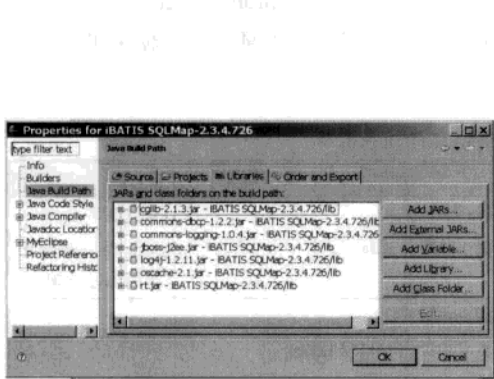 Properties for iBATIS SQLMap-2.3.4.726
type filter text
Info
Builders
Java Build Path
Java Code Style
Java Compiler
Javadoc Location
MyEclipse
Project Referenc
Refactoring Histo
Java Build Path
Source
Projects
Libraries
Order and Export
JARs and class folders on the build path:
cglib-2.1.3.jar - IBATIS SQLMap-2.3.4.726/lib
commons-dbcp-1.2.2.jar - IBATIS SQLMap-2.3.4.726/lib
commons-logging-1.0.4.jar - IBATIS SQLMap-2.3.4.726
jboss-j2ee.jar - IBATIS SQLMap-2.3.4.726/lib
log4j-1.2.11.jar - IBATIS SQLMap-2.3.4.726/lib
oscache-2.1.jar - IBATIS SQLMap-2.3.4.726/lib
rt.jar - IBATIS SQLMap-2.3.4.726/lib
Add JARs...
Add External JARs...
Add Variable...
Add Library...
Add Class Folder...
Edit...
OK
Cancel